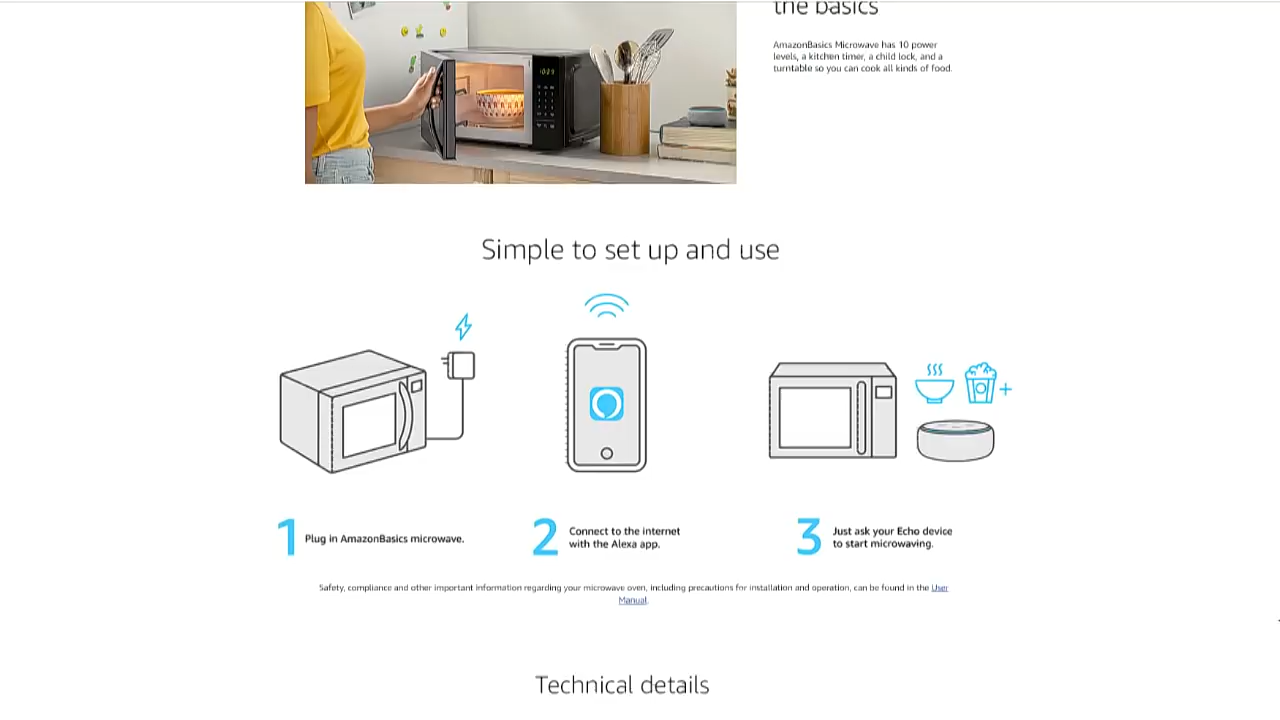 the basics
AmazonBasics Microwave has 10 power
levels, a kitchen timer, a child lock, and a
turntable so you can cook all kinds of food.
10:09
Simple to set up and use
1 Plug in AmazonBasics microwave.
2 Connect to the internet
with the Alexa app.
3 Just ask your Echo device
to start microwaving.
Safety, compliance and other important information regarding your microwave oven, including precautions for installation and operation, can be found in the User
Manual.
Technical details